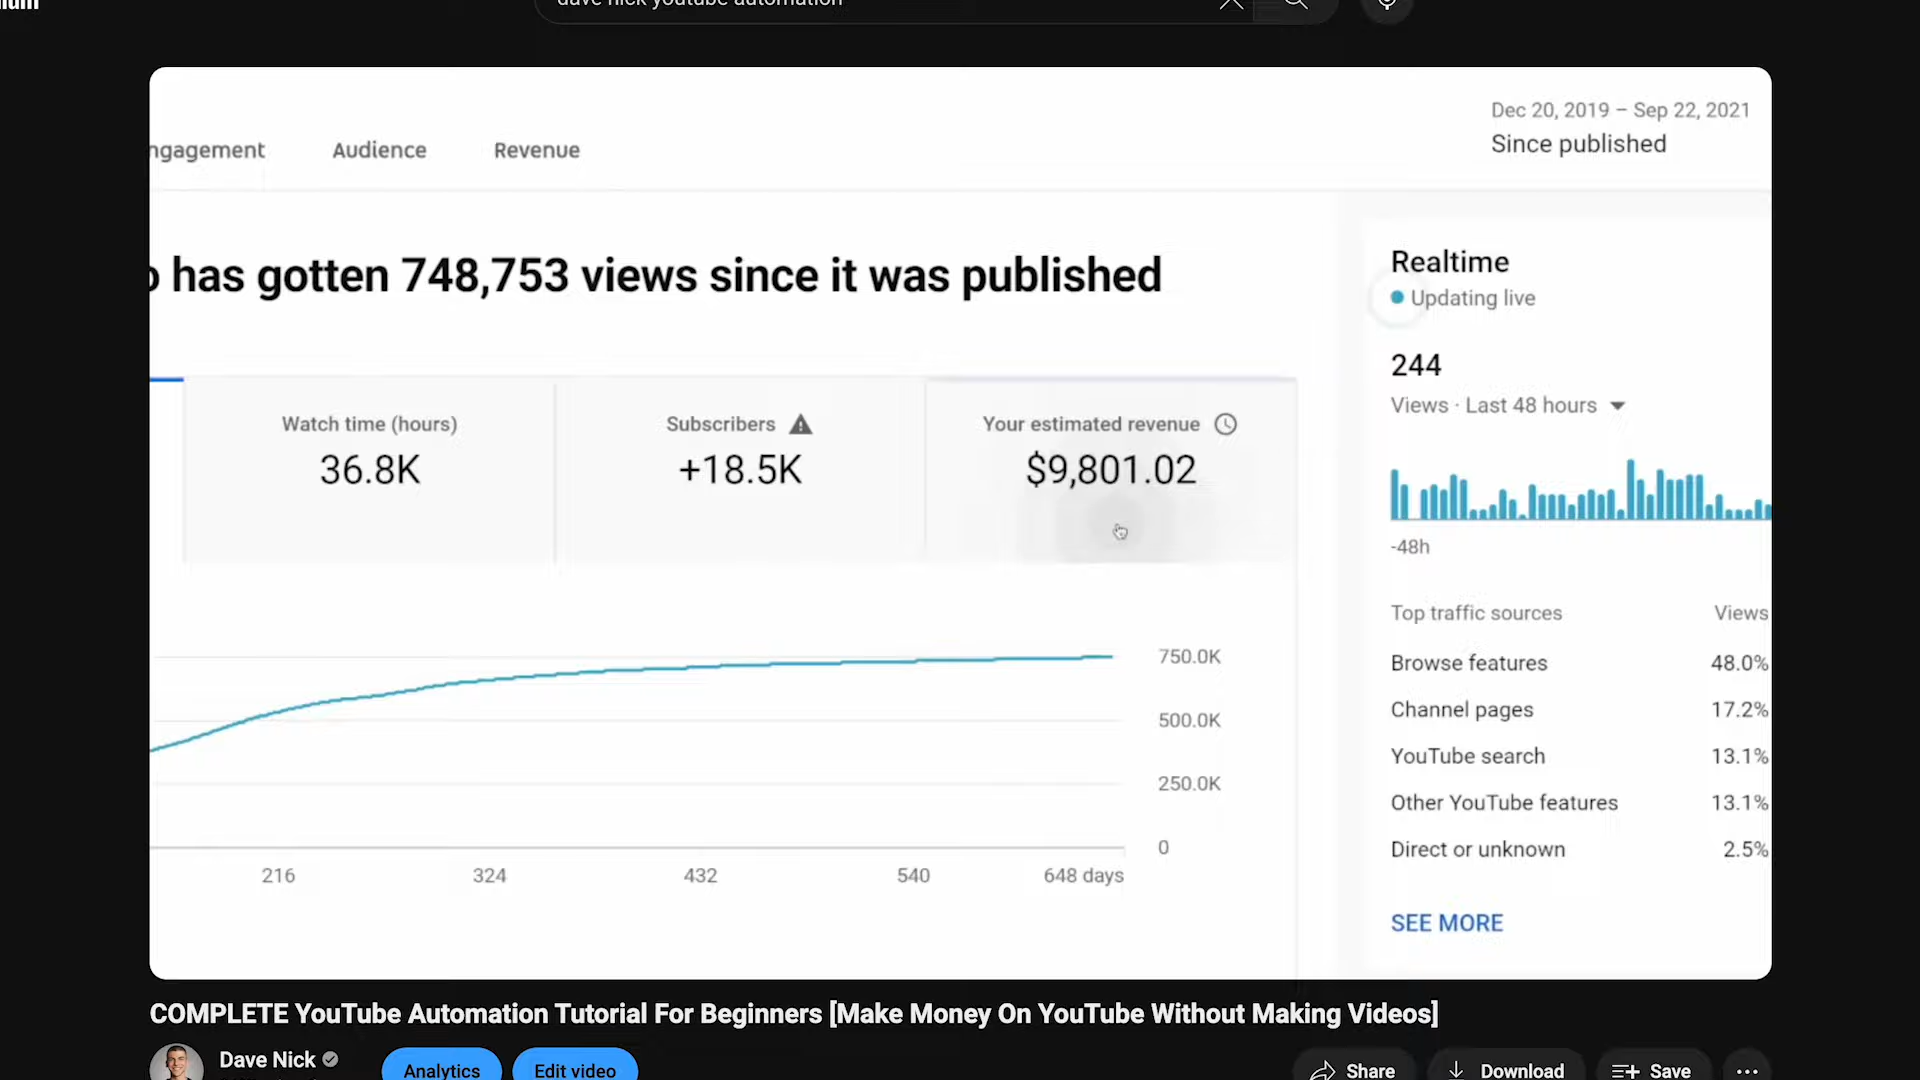 dave nick youtube automation
Dec 20, 2019 – Sep 22, 2021
Since published
ngagement Audience Revenue
o has gotten 748,753 views since it was published
Realtime
Updating live
244
Views · Last 48 hours
Watch time (hours)
36.8K
Subscribers
+18.5K
Your estimated revenue
$9,801.02
-48h
Top traffic sources Views
Browse features 48.0%
Channel pages 17.2%
YouTube search 13.1%
Other YouTube features 13.1%
Direct or unknown 2.5%
SEE MORE
750.0K
500.0K
250.0K
0
216 324 432 540 648 days
COMPLETE YouTube Automation Tutorial For Beginners [Make Money On YouTube Without Making Videos]
Dave Nick
Analytics
Edit video
Share
Download
Save